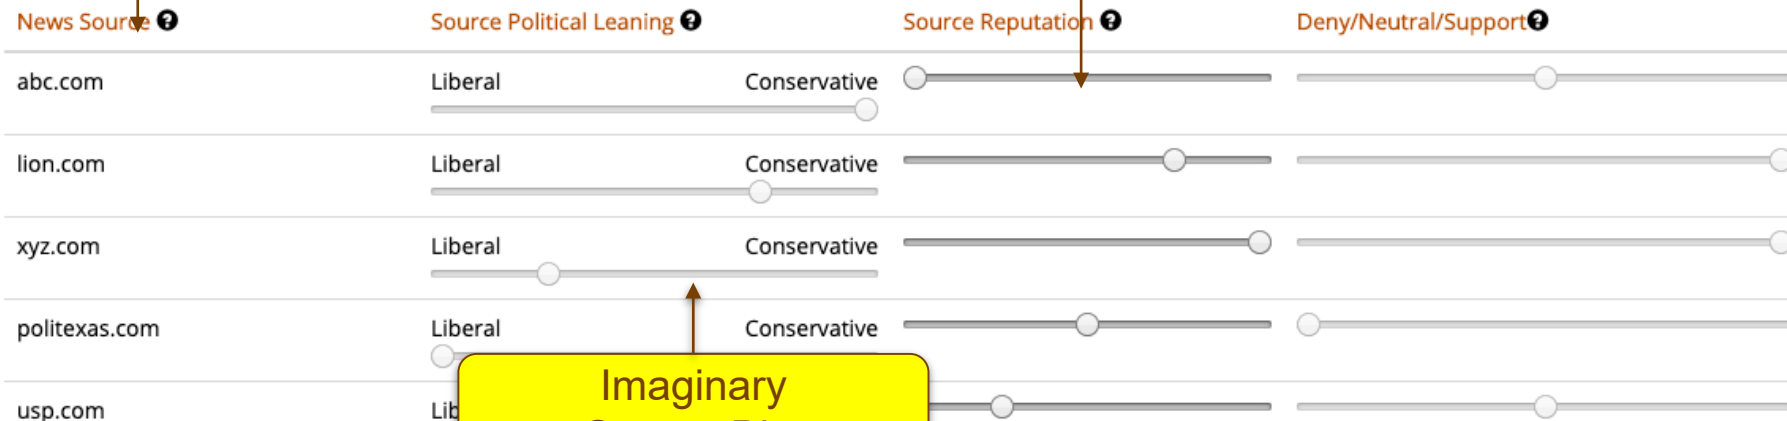 News Source Source Political Leaning Source Reputation Deny/Neutral/Support
abc.com Liberal Conservative
lion.com Liberal Conservative
xyz.com Liberal Conservative
politexas.com Liberal Conservative
Imaginary
usp.com